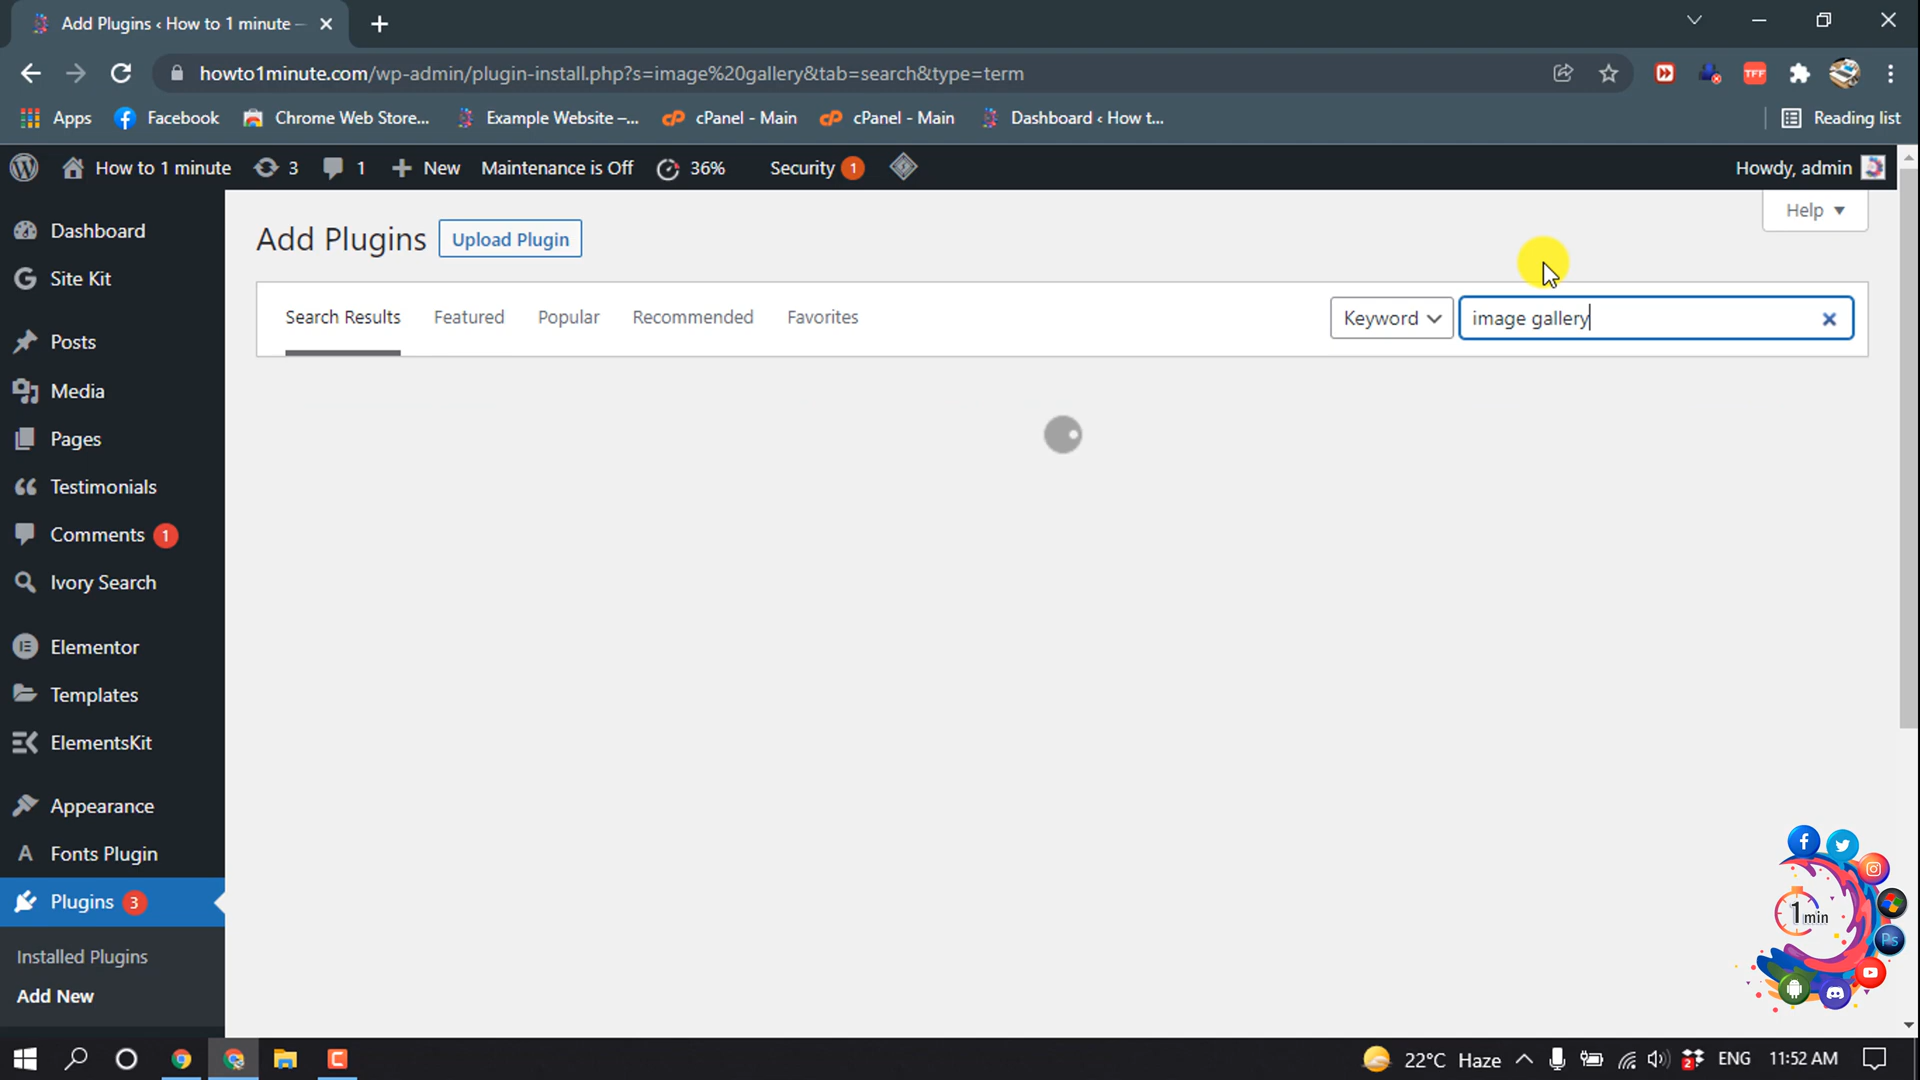 Add Plugins ‹ How to 1 minute –
howto1minute.com/wp-admin/plugin-install.php?s=image%20gallery&tab=search&type=term
TFF
Apps Facebook Chrome Web Store... Example Website –... cPanel - Main cPanel - Main Dashboard ‹ How t... Reading list
How to 1 minute 3 1 New Maintenance is Off 36% Security 1 Howdy, admin
Help
Add Plugins Upload Plugin
Search Results Featured Popular Recommended Favorites Keyword image gallery
Dashboard
Site Kit
Posts
Media
Pages
Testimonials
Comments 1
Ivory Search
Elementor
Templates
ElementsKit
Appearance
Fonts Plugin
Plugins 3
Installed Plugins
Add New
1 min
Ps
22°C Haze 2 ENG 11:52 AM